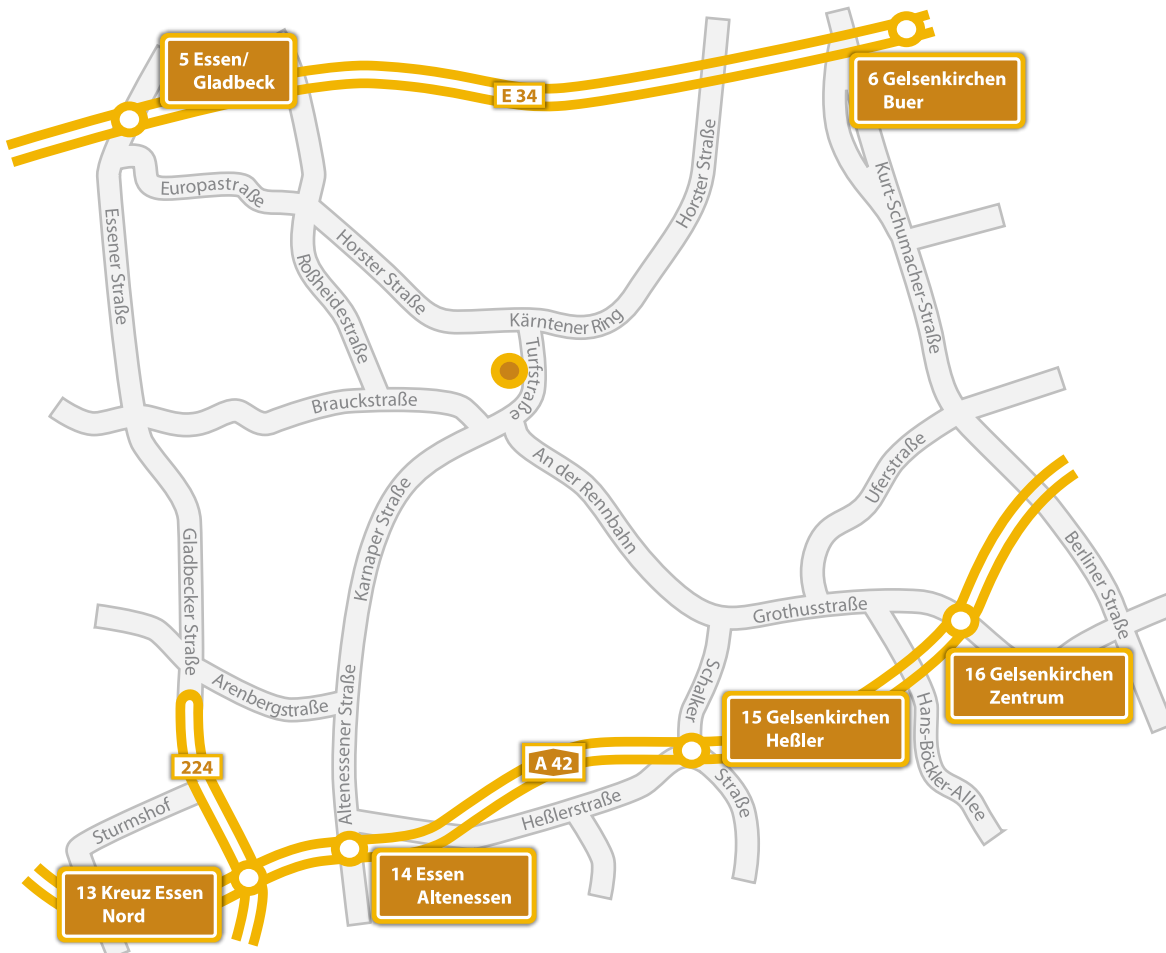 5 Essen/
Gladbeck
E 34
6 Gelsenkirchen
Buer
Europastraße
Horster Straße
Essener Straße
Roßheidestraße
Horster Straße
Kärntener Ring
Turfstraße
Kurt-Schumacher-Straße
Brauckstraße
An der Rennbahn
Uferstraße
Karnaper Straße
Gladbecker Straße
Berliner Straße
Grothusstraße
Arenbergstraße
Altenessener Straße
Schalker
Straße
Hans-Böckler-Allee
16 Gelsenkirchen
Zentrum
15 Gelsenkirchen
Heßler
A 42
224
Heßlerstraße
Sturmshof
14 Essen
Altenessen
13 Kreuz Essen
Nord